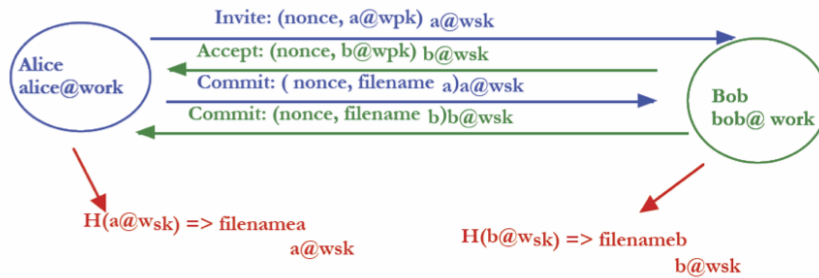 Invite: (nonce, a@wpk) a@wsk
Accept: (nonce, b@wpk) b@wsk
Alice
alice@work
Commit: ( nonce, filename a)a@wsk
Commit: (nonce, filename b)b@wsk
Bob
bob@ work
H(a@wsk) => filenamea
a@wsk
H(b@wsk) => filenameb
b@wsk